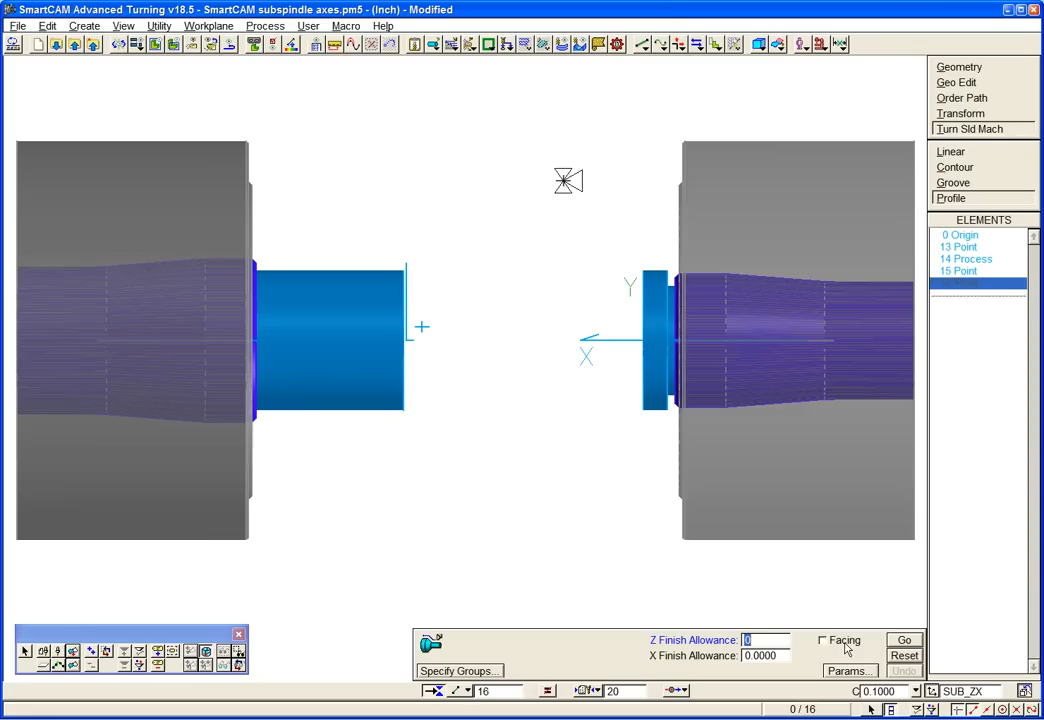 SmartCAM Advanced Turning v18.5 - SmartCAM subspindle axes.pm5 - (Inch) - Modified
File Edit Create View Utility Workplane Process User Macro Help
Geometry
Geo Edit
Order Path
Transform
Turn Sld Mach
Linear
Contour
Groove
Profile
ELEMENTS
0 Origin
13 Point
14 Process
15 Point
Y
X
Z Finish Allowance: 0
Facing
Go
X Finish Allowance: 0.0000
Reset
Specify Groups...
Params...
Undo
16
20
C 0.1000
SUB_ZX
0 / 16